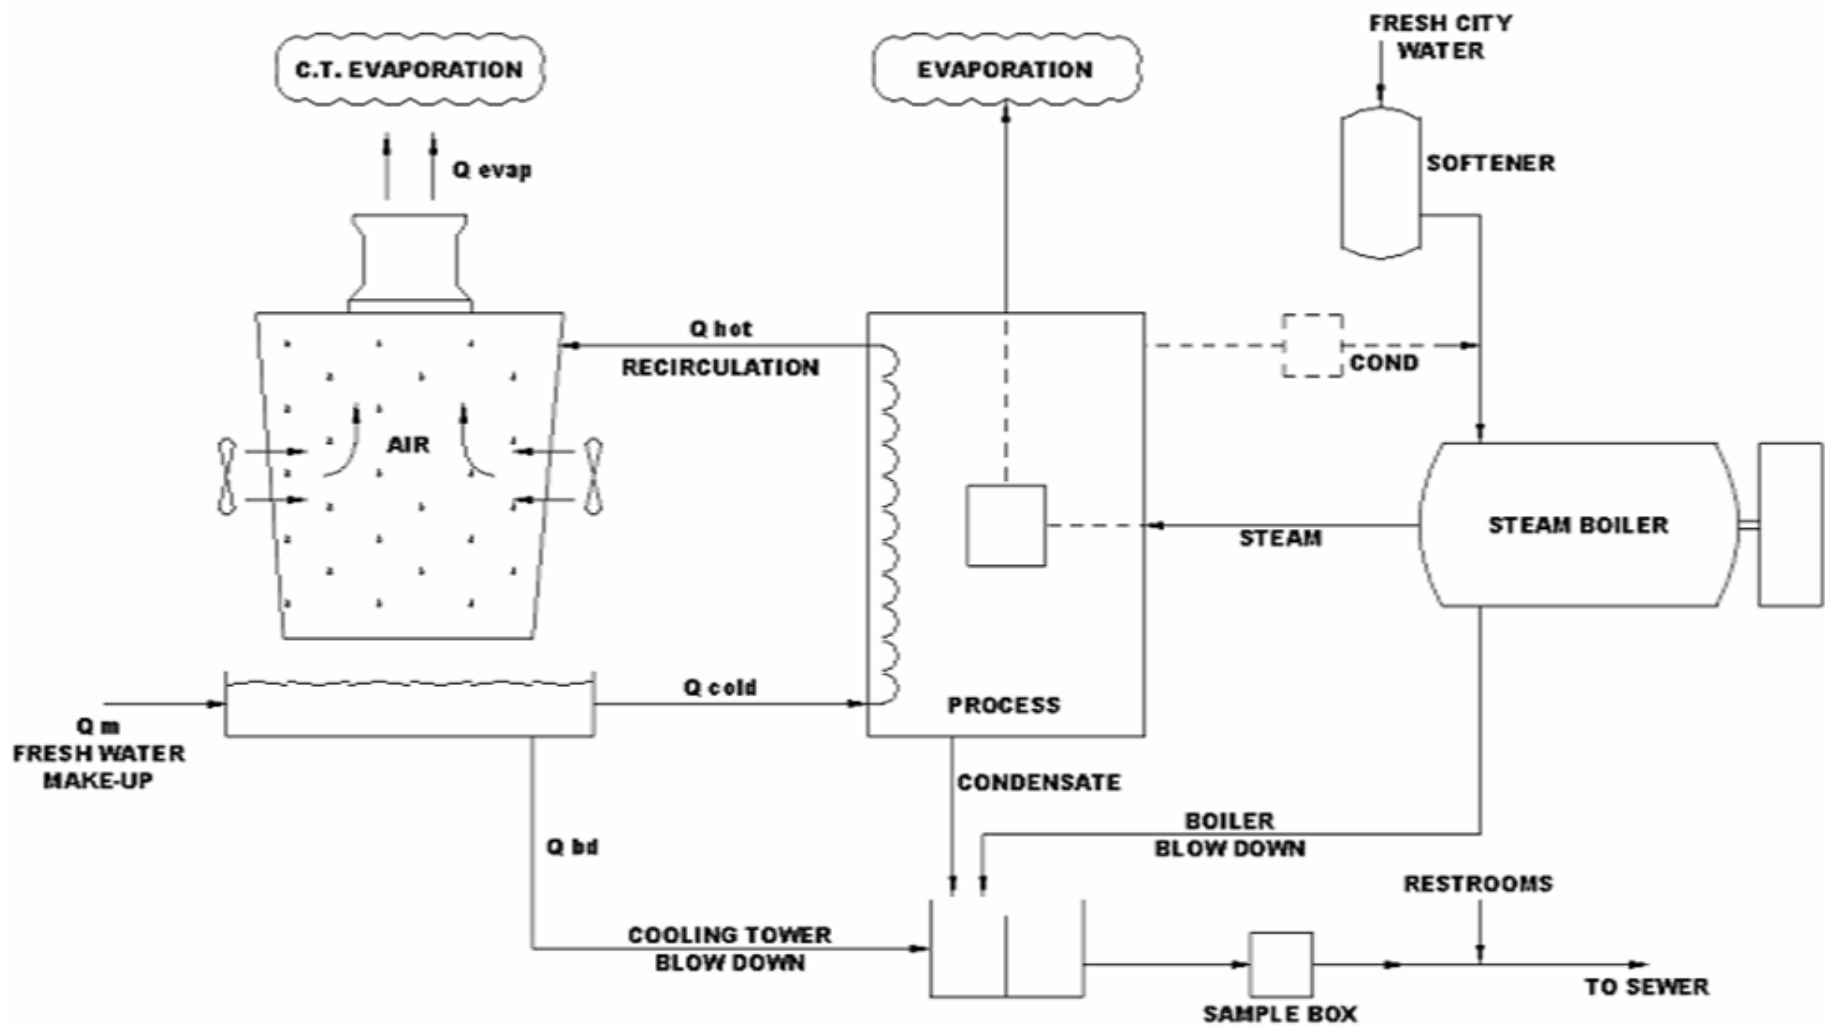 FRESH CITY
WATER
C.T. EVAPORATION
EVAPORATION
Q evap
SOFTENER
Q hot
RECIRCULATION
COND
AIR
STEAM BOILER
STEAM
Q cold
PROCESS
Q m
FRESH WATER
MAKE-UP
CONDENSATE
BOILER
BLOW DOWN
Q bd
RESTROOMS
COOLING TOWER
BLOW DOWN
TO SEWER
SAMPLE BOX